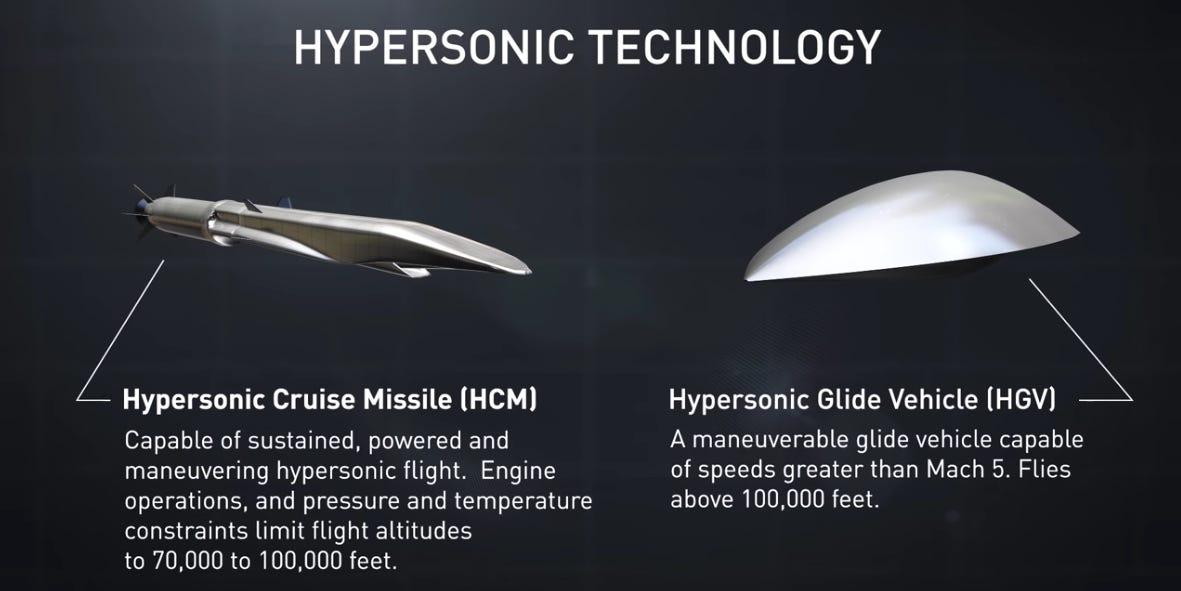 HYPERSONIC TECHNOLOGY
Hypersonic Cruise Missile (HCM)
Capable of sustained, powered and
maneuvering hypersonic flight.  Engine
operations, and pressure and temperature
constraints limit flight altitudes
to 70,000 to 100,000 feet.
Hypersonic Glide Vehicle (HGV)
A maneuverable glide vehicle capable
of speeds greater than Mach 5. Flies
above 100,000 feet.